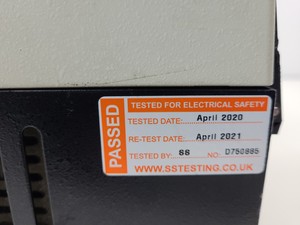 PASSED
TESTED FOR ELECTRICAL SAFETY
TESTED DATE: April 2020
RE-TEST DATE: April 2021
TESTED BY: SS NO: D750885
WWW.SSTESTING.CO.UK